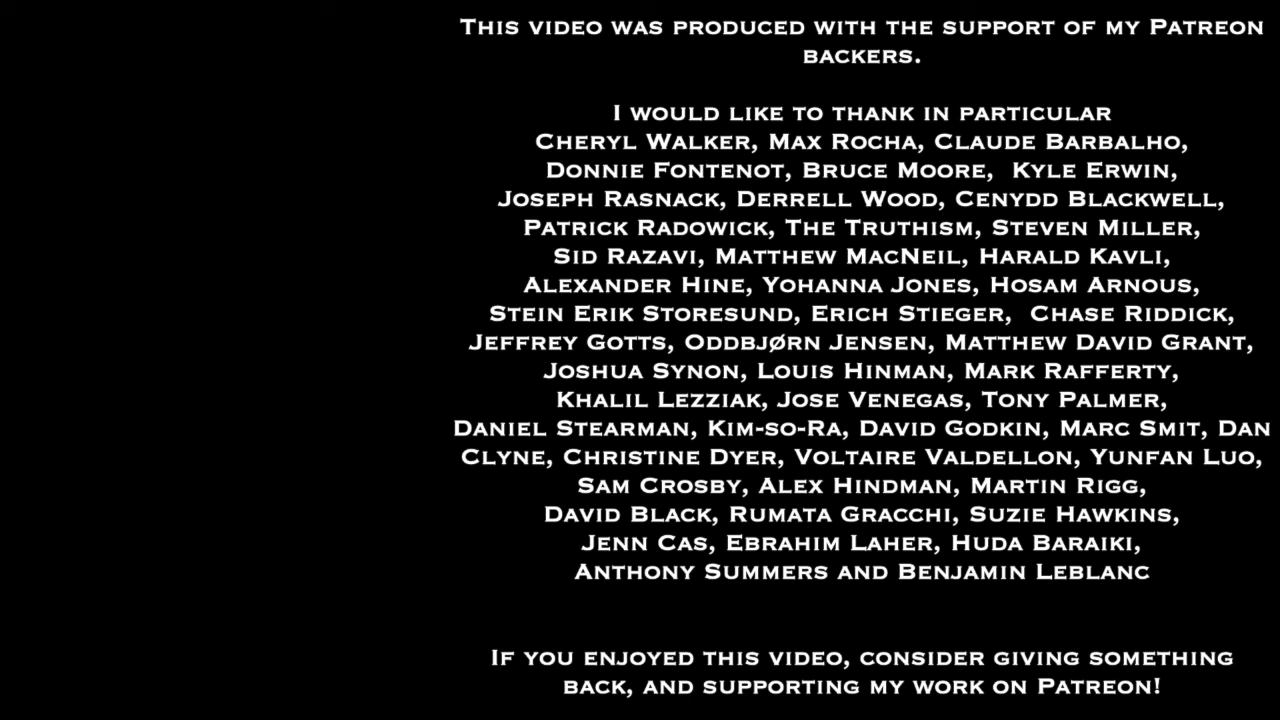 This video was produced with the support of my Patreon
backers.
I would like to thank in particular
Cheryl Walker, Max Rocha, Claude Barbalho,
Donnie Fontenot, Bruce Moore,  Kyle Erwin,
Joseph Rasnack, Derrell Wood, Cenydd Blackwell,
Patrick Radowick, The Truthism, Steven Miller,
Sid Razavi, Matthew MacNeil, Harald Kavli,
Alexander Hine, Yohanna Jones, Hosam Arnous,
Stein Erik Storesund, Erich Stieger,  Chase Riddick,
Jeffrey Gotts, Oddbjørn Jensen, Matthew David Grant,
Joshua Synon, Louis Hinman, Mark Rafferty,
Khalil Lezziak, Jose Venegas, Tony Palmer,
Daniel Stearman, Kim-so-Ra, David Godkin, Marc Smit, Dan
Clyne, Christine Dyer, Voltaire Valdellon, Yunfan Luo,
Sam Crosby, Alex Hindman, Martin Rigg,
David Black, Rumata Gracchi, Suzie Hawkins,
Jenn Cas, Ebrahim Laher, Huda Baraiki,
Anthony Summers and Benjamin Leblanc
If you enjoyed this video, consider giving something
back, and supporting my work on Patreon!